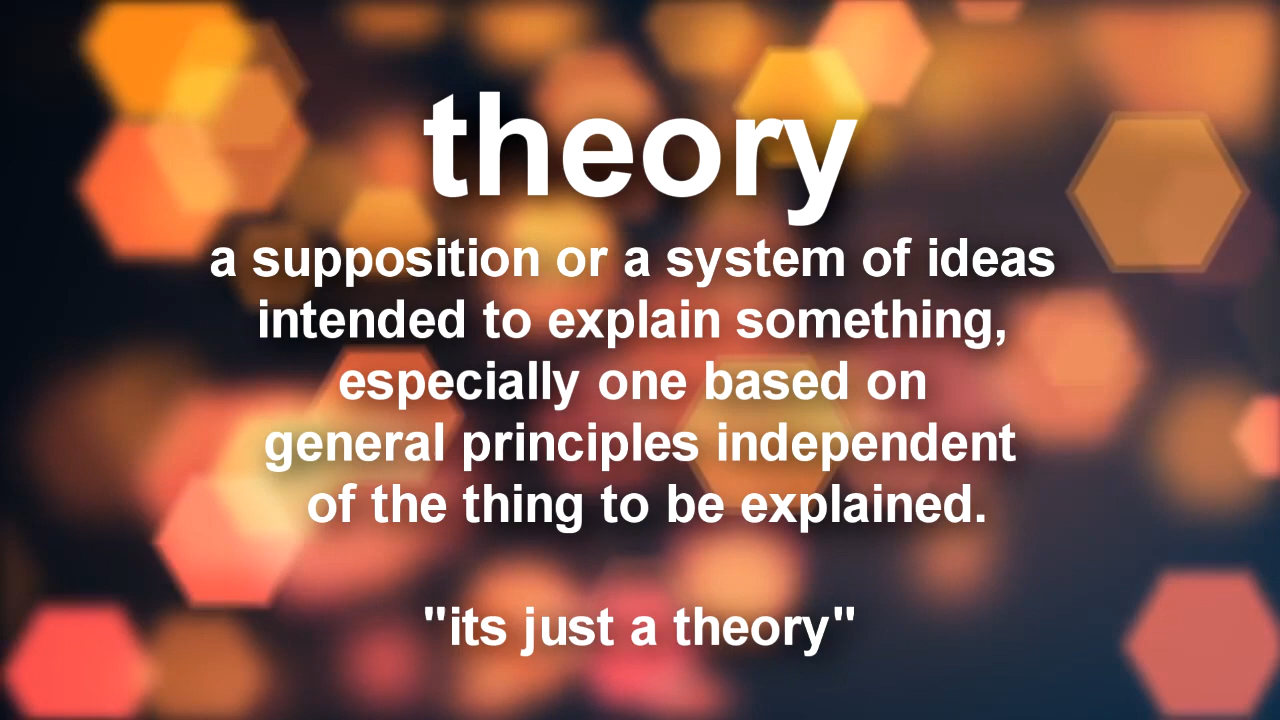 theory
a supposition or a system of ideas
intended to explain something,
especially one based on
general principles independent
of the thing to be explained.
"its just a theory"